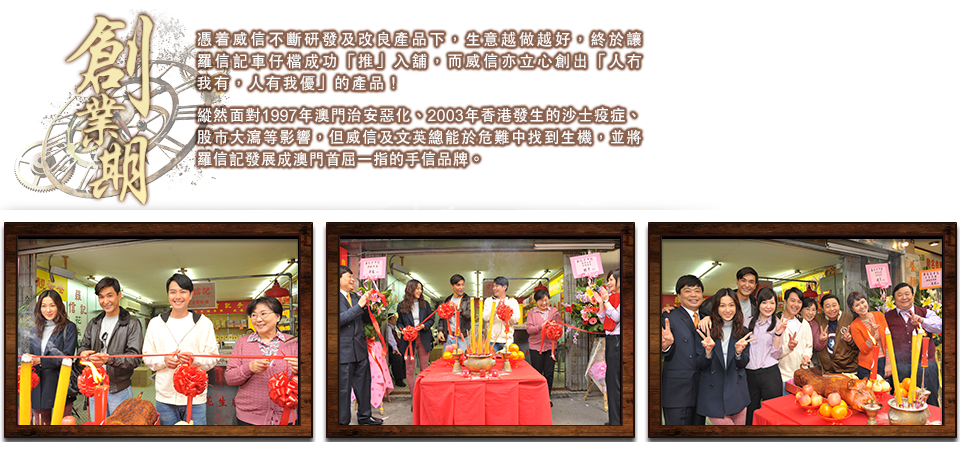 創業期
憑着威信不斷研發及改良產品下，生意越做越好，終於讓
羅信記車仔檔成功「推」入舖，而威信亦立心創出「人冇
我有，人有我優」的產品！
縱然面對1997年澳門治安惡化、2003年香港發生的沙士疫症、
股市大瀉等影響，但威信及文英總能於危難中找到生機，並將
羅信記發展成澳門首屈一指的手信品牌。
羅信記